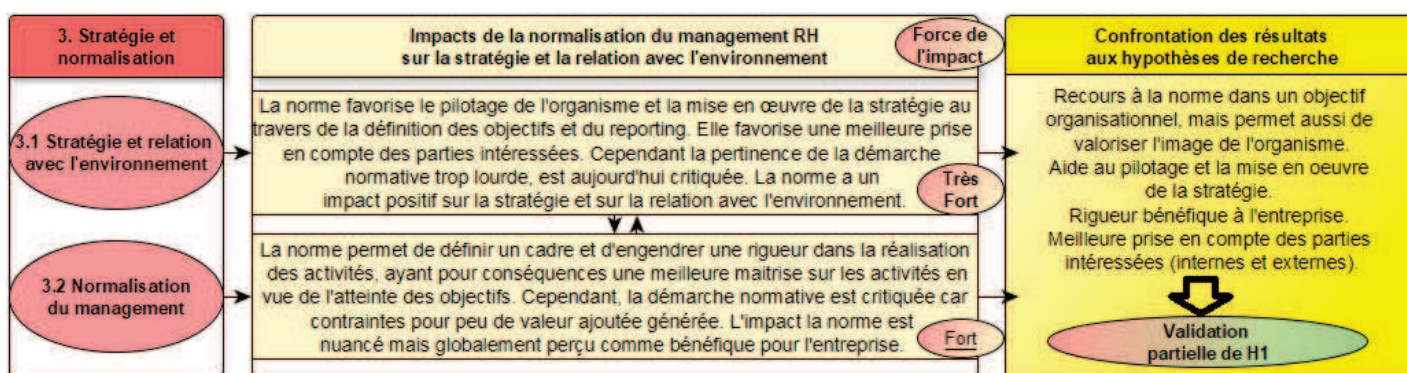 3. Stratégie et
normalisation
Impacts de la normalisation du management RH
sur la stratégie et la relation avec l'environnement
Force de
l'impact
Confrontation des résultats
aux hypothèses de recherche
3.1 Stratégie et relation
avec l'environnement
La norme favorise le pilotage de l'organisme et la mise en œuvre de la stratégie au
travers de la définition des objectifs et du reporting. Elle favorise une meilleure prise
en compte des parties intéressées. Cependant la pertinence de la démarche
normative trop lourde, est aujourd'hui critiquée. La norme a un
impact positif sur la stratégie et sur la relation avec l'environnement.
Très
Fort
3.2 Normalisation
du management
La norme permet de définir un cadre et d'engendrer une rigueur dans la réalisation
des activités, ayant pour conséquences une meilleure maitrise sur les activités en
vue de l'atteinte des objectifs. Cependant, la démarche normative est critiquée car
contraintes pour peu de valeur ajoutée générée. L'impact la norme est
nuancé mais globalement perçu comme bénéfique pour l'entreprise.
Fort
Recours à la norme dans un objectif
organisationnel, mais permet aussi de
valoriser l'image de l'organisme.
Aide au pilotage et la mise en oeuvre
de la stratégie.
Rigueur bénéfique à l'entreprise.
Meilleure prise en compte des parties
intéressées (internes et externes).
Validation
partielle de H1